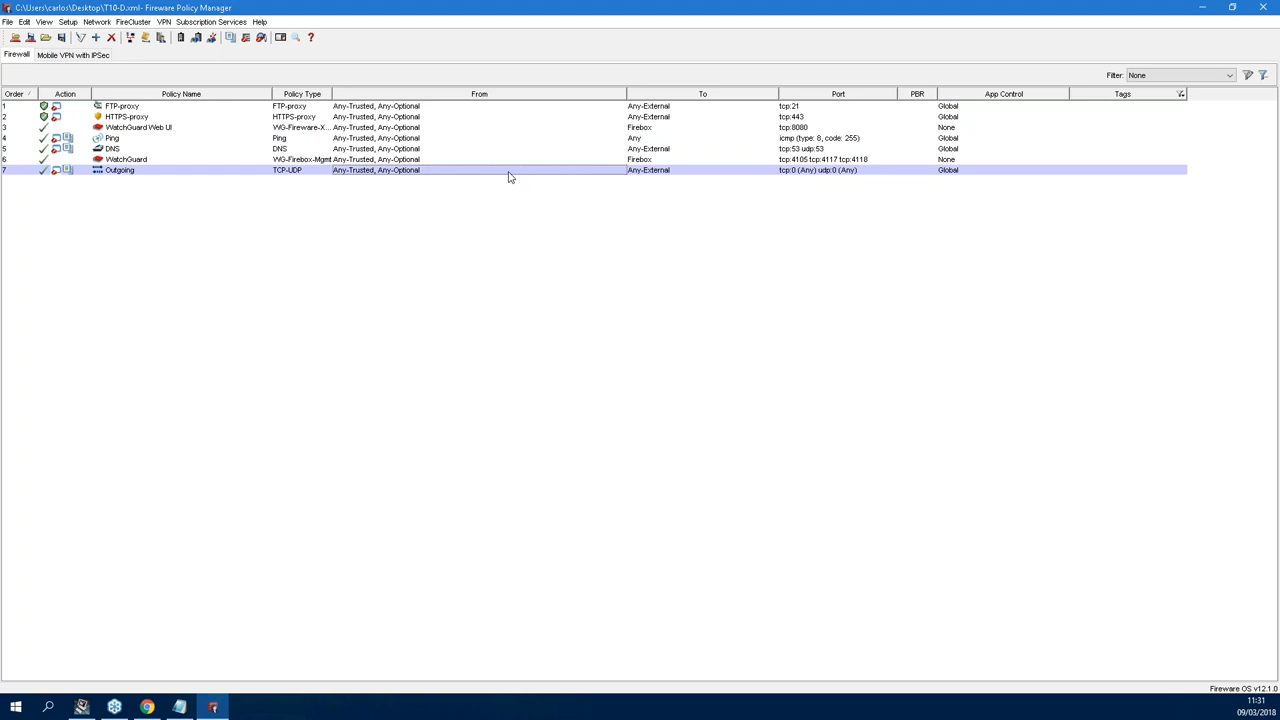 C:\Users\carlos\Desktop\T10-D.xml- Fireware Policy Manager
File Edit View Setup Network FireCluster VPN Subscription Services Help
Firewall Mobile VPN with IPSec
Filter: None
Order / Action Policy Name Policy Type From To Port PBR App Control Tags
1 FTP-proxy FTP-proxy Any-Trusted, Any-Optional Any-External tcp:21 Global
2 HTTPS-proxy HTTPS-proxy Any-Trusted, Any-Optional Any-External tcp:443 Global
3 WatchGuard Web UI WG-Fireware-X... Any-Trusted, Any-Optional Firebox tcp:8080 None
4 Ping Ping Any-Trusted, Any-Optional Any icmp (type: 8, code: 255) Global
5 DNS DNS Any-Trusted, Any-Optional Any-External tcp:53 udp:53 Global
6 WatchGuard WG-Firebox-Mgmt Any-Trusted, Any-Optional Firebox tcp:4105 tcp:4117 tcp:4118 None
7 Outgoing TCP-UDP Any-Trusted, Any-Optional Any-External tcp:0 (Any) udp:0 (Any) Global
Fireware OS v12.1.0
11:31
09/03/2018